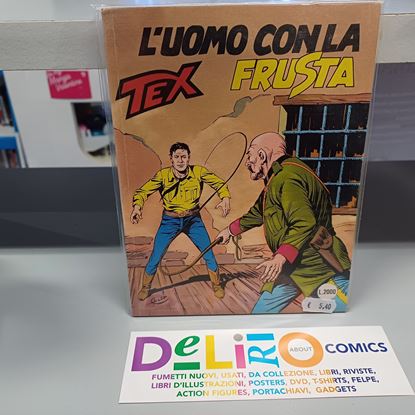 L'UOMO CON LA
FRUSTA
TEX
L.2000
€ 5,40
DeLiRiO ABOUT COMICS
FUMETTI NUOVI, USATI, DA COLLEZIONE, LIBRI, RIVISTE,
LIBRI D'ILLUSTRAZIONI, POSTERS, DVD, T-SHIRTS, FELPE,
ACTION FIGURES, PORTACHIAVI, GADGETS